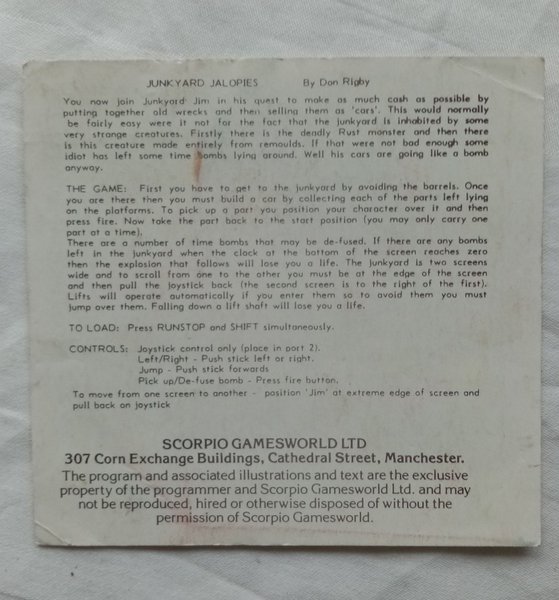 JUNKYARD JALOPIES By Don Rigby
You now join Junkyard Jim in his quest to make as much cash as possible by
putting together old wrecks and then selling them as 'cars'. This would normally
be fairly easy were it not for the fact that the junkyard is inhabited by some
very strange creatures. Firstly there is the deadly Rust monster and then there
is this creature made entirely from remoulds. If that were not bad enough some
idiot has left some time bombs lying around. Well his cars are going like a bomb
anyway.
THE GAME: First you have to get to the junkyard by avoiding the barrels. Once
you are there then you must build a car by collecting each of the parts left lying
on the platforms. To pick up a part you position your character over it and then
press fire. Now take the part back to the start position (you may only carry one
part at a time).
There are a number of time bombs that may be de-fused. If there are any bombs
left in the junkyard when the clock at the bottom of the screen reaches zero
then the explosion that follows will lose you a life. The junkyard is two screens
wide and to scroll from one to the other you must be at the edge of the screen
and then pull the joystick back (the second screen is to the right of the first).
Lifts will operate automatically if you enter them so to avoid them you must
jump over them. Falling down a lift shaft will lose you a life.
TO LOAD: Press RUNSTOP and SHIFT simultaneously.
CONTROLS: Joystick control only (place in port 2).
Left/Right - Push stick left or right.
Jump - Push stick forwards
Pick up/De-fuse bomb - Press fire button.
To move from one screen to another - position 'Jim' at extreme edge of screen and
pull back on joystick
SCORPIO GAMESWORLD LTD
307 Corn Exchange Buildings, Cathedral Street, Manchester.
The program and associated illustrations and text are the exclusive
property of the programmer and Scorpio Gamesworld Ltd. and may
not be reproduced, hired or otherwise disposed of without the
permission of Scorpio Gamesworld.